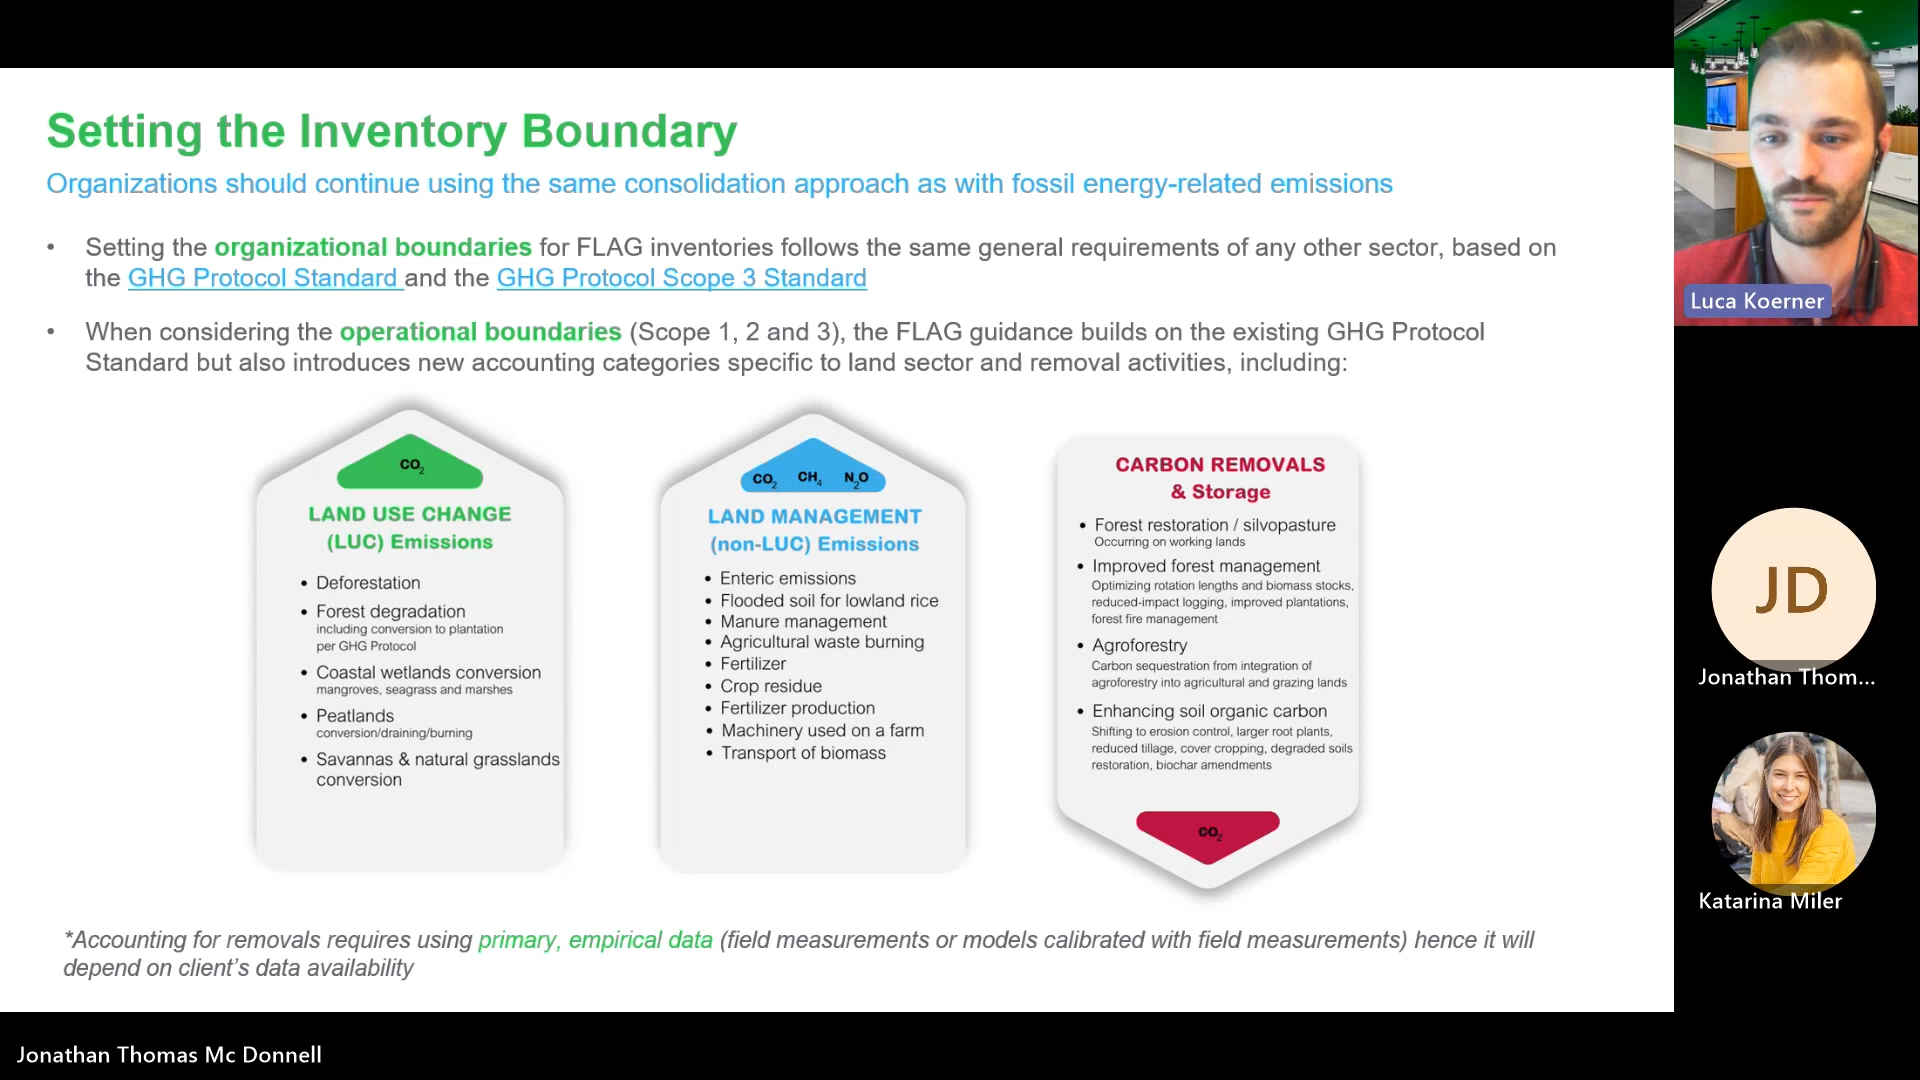 Setting the Inventory Boundary
Organizations should continue using the same consolidation approach as with fossil energy-related emissions
• Setting the organizational boundaries for FLAG inventories follows the same general requirements of any other sector, based on
the GHG Protocol Standard and the GHG Protocol Scope 3 Standard
• When considering the operational boundaries (Scope 1, 2 and 3), the FLAG guidance builds on the existing GHG Protocol
Standard but also introduces new accounting categories specific to land sector and removal activities, including:
CO2
LAND USE CHANGE
(LUC) Emissions
• Deforestation
• Forest degradation
including conversion to plantation
per GHG Protocol
• Coastal wetlands conversion
mangroves, seagrass and marshes
• Peatlands
conversion/draining/burning
• Savannas & natural grasslands
conversion
CO2 CH4 N2O
LAND MANAGEMENT
(non-LUC) Emissions
• Enteric emissions
• Flooded soil for lowland rice
• Manure management
• Agricultural waste burning
• Fertilizer
• Crop residue
• Fertilizer production
• Machinery used on a farm
• Transport of biomass
CARBON REMOVALS
& Storage
• Forest restoration / silvopasture
Occurring on working lands
• Improved forest management
Optimizing rotation lengths and biomass stocks,
reduced-impact logging, improved plantations,
forest fire management
• Agroforestry
Carbon sequestration from integration of
agroforestry into agricultural and grazing lands
• Enhancing soil organic carbon
Shifting to erosion control, larger root plants,
reduced tillage, cover cropping, degraded soils
restoration, biochar amendments
CO2
*Accounting for removals requires using primary, empirical data (field measurements or models calibrated with field measurements) hence it will
depend on client's data availability
Luca Koerner
JD
Jonathan Thom...
Katarina Miler
Jonathan Thomas Mc Donnell